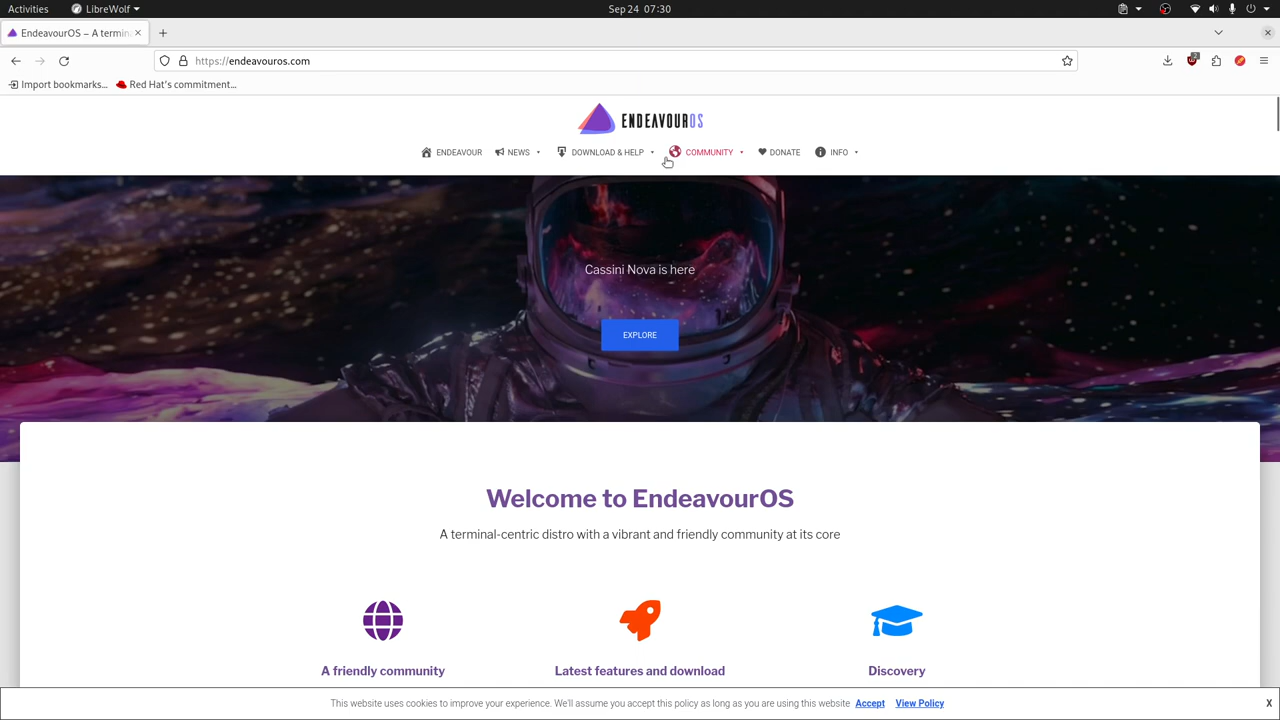 Activities
LibreWolf
Sep 24 07:30
EndeavourOS – A termin
https://endeavouros.com
2
Import bookmarks...
Red Hat's commitment...
ENDEAVOUROS
ENDEAVOUR
NEWS
DOWNLOAD & HELP
COMMUNITY
DONATE
INFO
Cassini Nova is here
EXPLORE
Welcome to EndeavourOS
A terminal-centric distro with a vibrant and friendly community at its core
A friendly community
Latest features and download
Discovery
This website uses cookies to improve your experience. We'll assume you accept this policy as long as you are using this website Accept View Policy
X